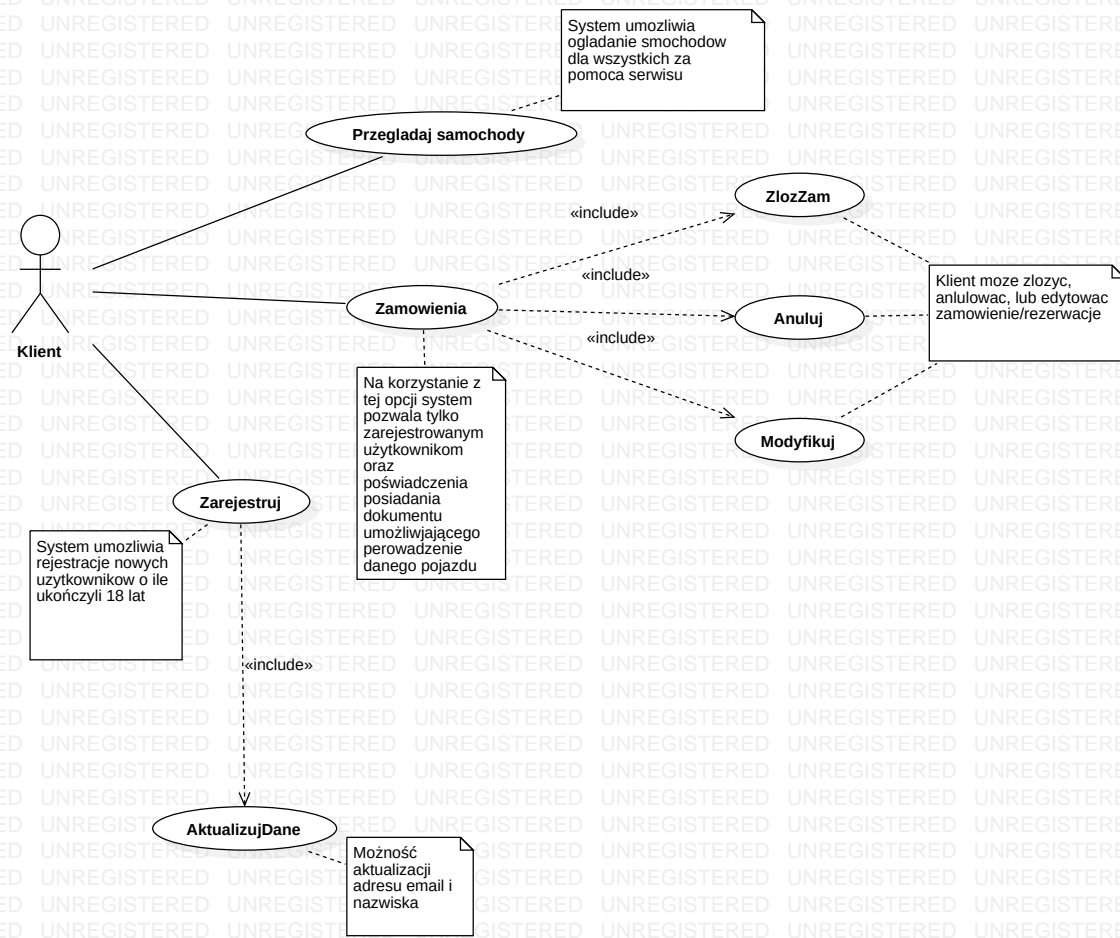 System umozliwia
ogladanie smochodow
dla wszystkich za
pomoca serwisu
Przegladaj samochody
ZlozZam
«include»
«include»
Klient moze zlozyc,
anlulowac, lub edytowac
zamowienie/rezerwacje
Zamowienia
Anuluj
«include»
Klient
Na korzystanie z
tej opcji system
pozwala tylko
zarejestrowanym
użytkownikom
oraz
poświadczenia
posiadania
dokumentu
umożliwjającego
perowadzenie
danego pojazdu
Modyfikuj
Zarejestruj
System umozliwia
rejestracje nowych
uzytkownikow o ile
ukończyli 18 lat
«include»
AktualizujDane
Możność
aktualizacji
adresu email i
nazwiska
UNREGISTERED